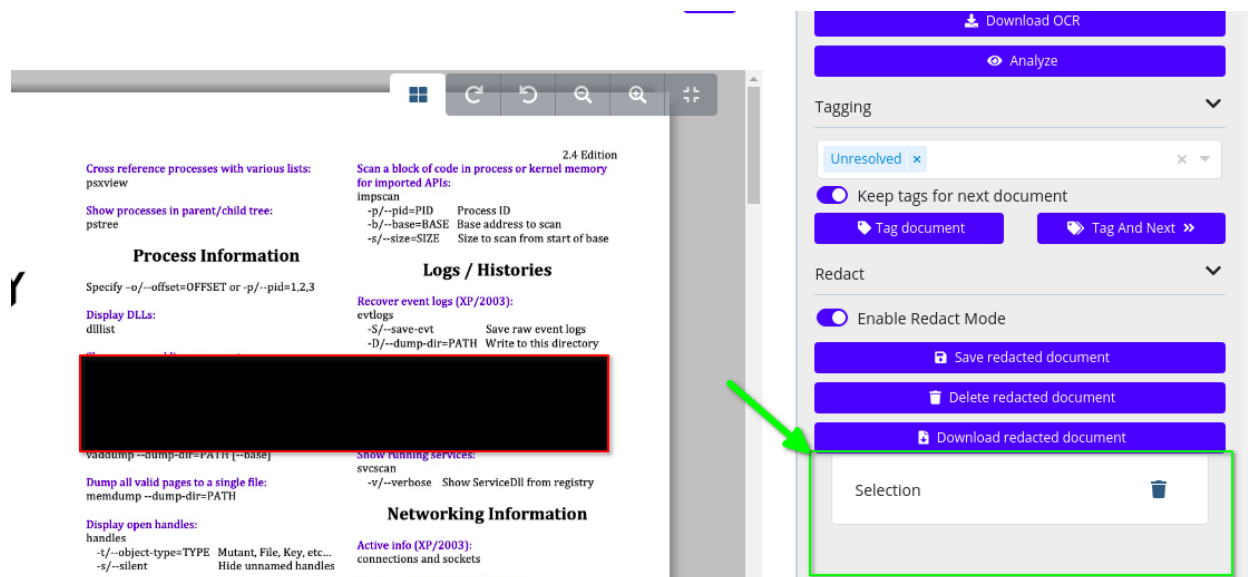 2.4 Edition
Cross reference processes with various lists:
psxview
Show processes in parent/child tree:
pstree
Process Information
Specify –o/--offset=OFFSET or -p/--pid=1,2,3
Display DLLs:
dlllist
vaddump --dump-dir=PATH [--base]
Dump all valid pages to a single file:
memdump --dump-dir=PATH
Display open handles:
handles
-t/--object-type=TYPE Mutant, File, Key, etc...
-s/--silent Hide unnamed handles
Scan a block of code in process or kernel memory
for imported APIs:
impscan
-p/--pid=PID Process ID
-b/--base=BASE Base address to scan
-s/--size=SIZE Size to scan from start of base
Logs / Histories
Recover event logs (XP/2003):
evtlogs
-S/--save-evt Save raw event logs
-D/--dump-dir=PATH Write to this directory
Show running services:
svcscan
-v/--verbose Show ServiceDll from registry
Networking Information
Active info (XP/2003):
connections and sockets
Download OCR
Analyze
Tagging
Unresolved ×
Keep tags for next document
Tag document
Tag And Next
Redact
Enable Redact Mode
Save redacted document
Delete redacted document
Download redacted document
Selection